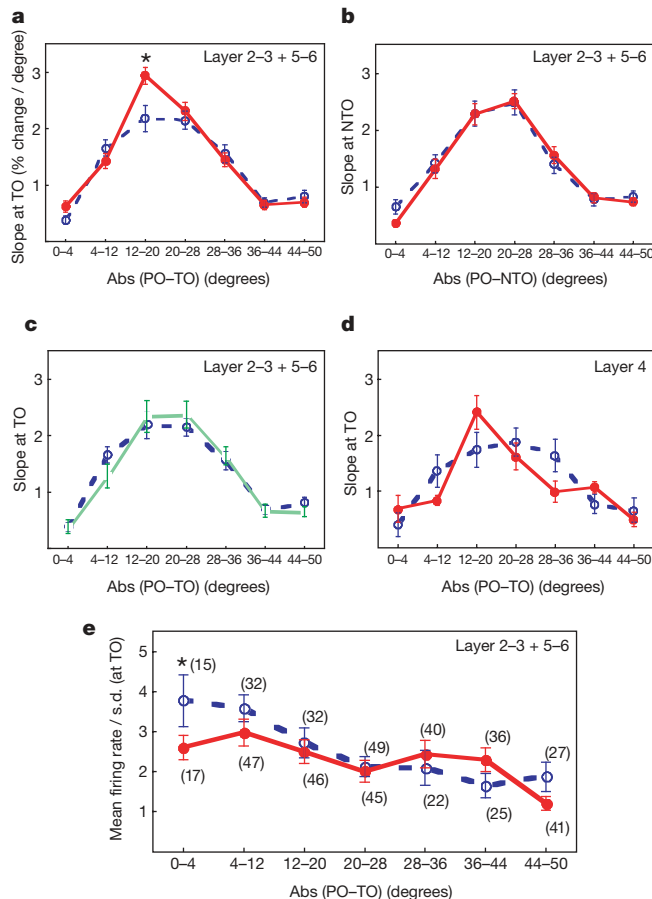 a
Layer 2–3 + 5–6
*
3
2
1
Slope at TO (% change / degree)
0–4 4–12 12–20 20–28 28–36 36–44 44–50
Abs (PO–TO) (degrees)
b
Layer 2–3 + 5–6
3
2
1
Slope at NTO
0–4 4–12 12–20 20–28 28–36 36–44 44–50
Abs (PO–NTO) (degrees)
c
Layer 2–3 + 5–6
3
2
1
Slope at TO
0–4 4–12 12–20 20–28 28–36 36–44 44–50
Abs (PO–TO) (degrees)
d
Layer 4
3
2
1
Slope at TO
0–4 4–12 12–20 20–28 28–36 36–44 44–50
Abs (PO–TO) (degrees)
e
Layer 2–3 + 5–6
5
4
3
2
1
Mean firing rate / s.d. (at TO)
* (15) (32) (32) (49) (40) (36) (27)
(17) (47) (46) (45) (22) (25) (41)
0–4 4–12 12–20 20–28 28–36 36–44 44–50
Abs (PO–TO) (degrees)